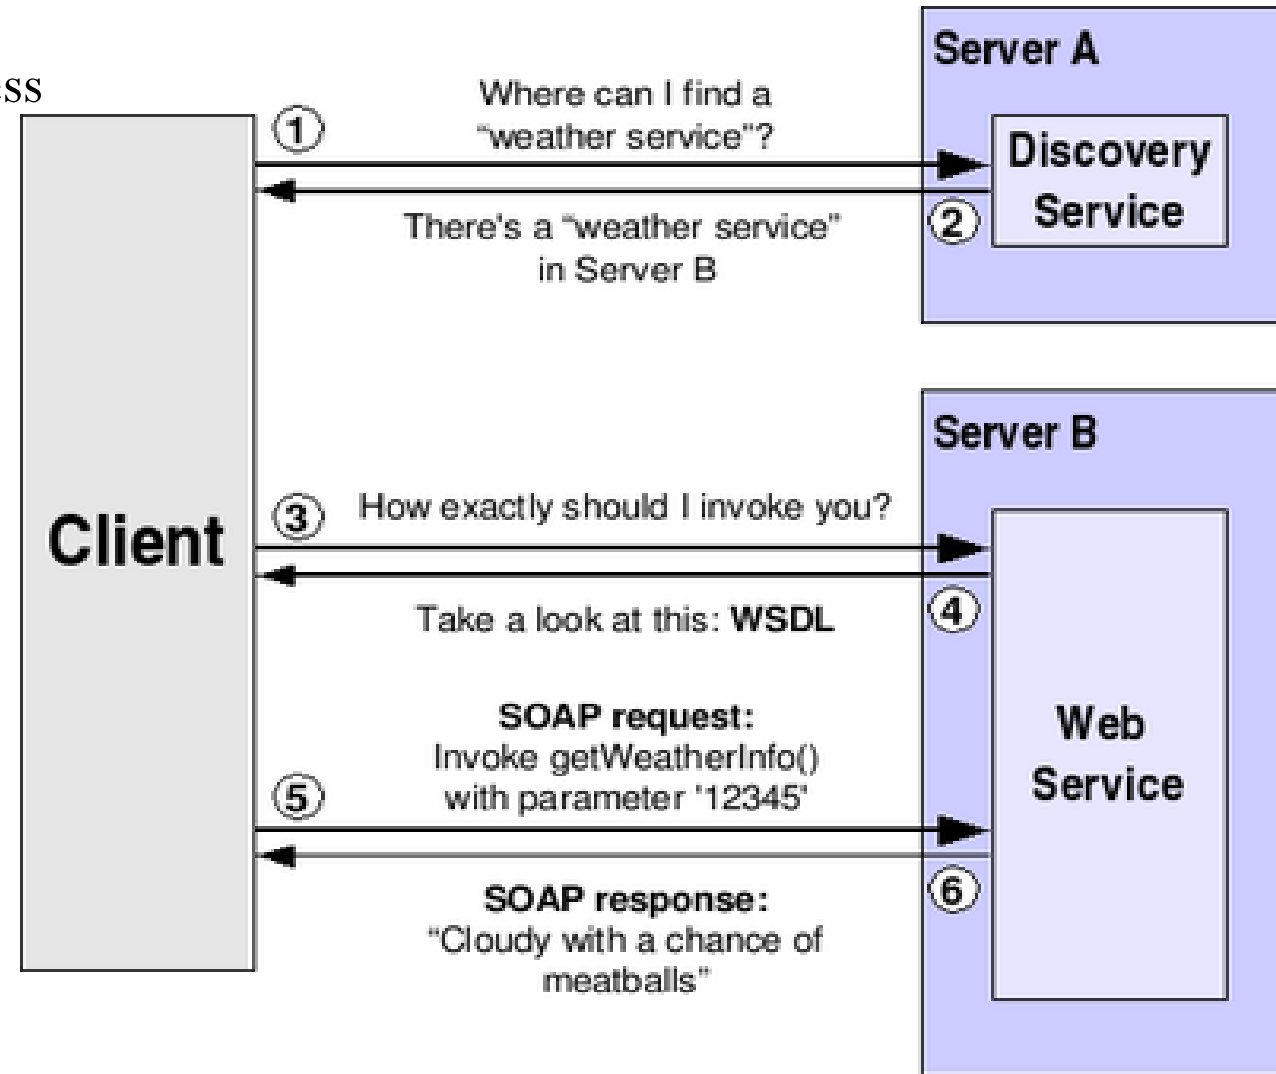 ess
Server A
Where can I find a
“weather service”?
1
Discovery
Service
2
There's a “weather service”
in Server B
Server B
Client
3
How exactly should I invoke you?
4
Take a look at this: WSDL
SOAP request:
Invoke getWeatherInfo()
with parameter '12345'
5
Web
Service
6
SOAP response:
“Cloudy with a chance of
meatballs”